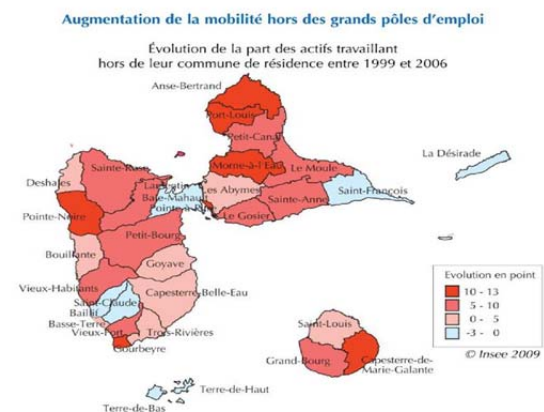 Augmentation de la mobilité hors des grands pôles d'emploi
Évolution de la part des actifs travaillant
hors de leur commune de résidence entre 1999 et 2006
Anse-Bertrand
Port-Louis
Petit-Canal
La Désirade
Sainte-Rose
Morne-à-l'Eau
Le Moule
Deshaies
Lamentin
Les Abymes
Saint-François
Baie-Mahault
Sainte-Anne
Pointe-Noire
Pointe-à-Pitre
Le Gosier
Petit-Bourg
Bouillante
Goyave
Evolution en point
Vieux-Habitants
Capesterre-Belle-Eau
10 - 13
Saint-Claude
5 - 10
Baillif
Saint-Louis
0 - 5
Basse-Terre
-3 - 0
Vieux-Fort
Trois-Rivières
© Insee 2009
Gourbeyre
Grand-Bourg
Capesterre-de-
Marie-Galante
Terre-de-Haut
Terre-de-Bas